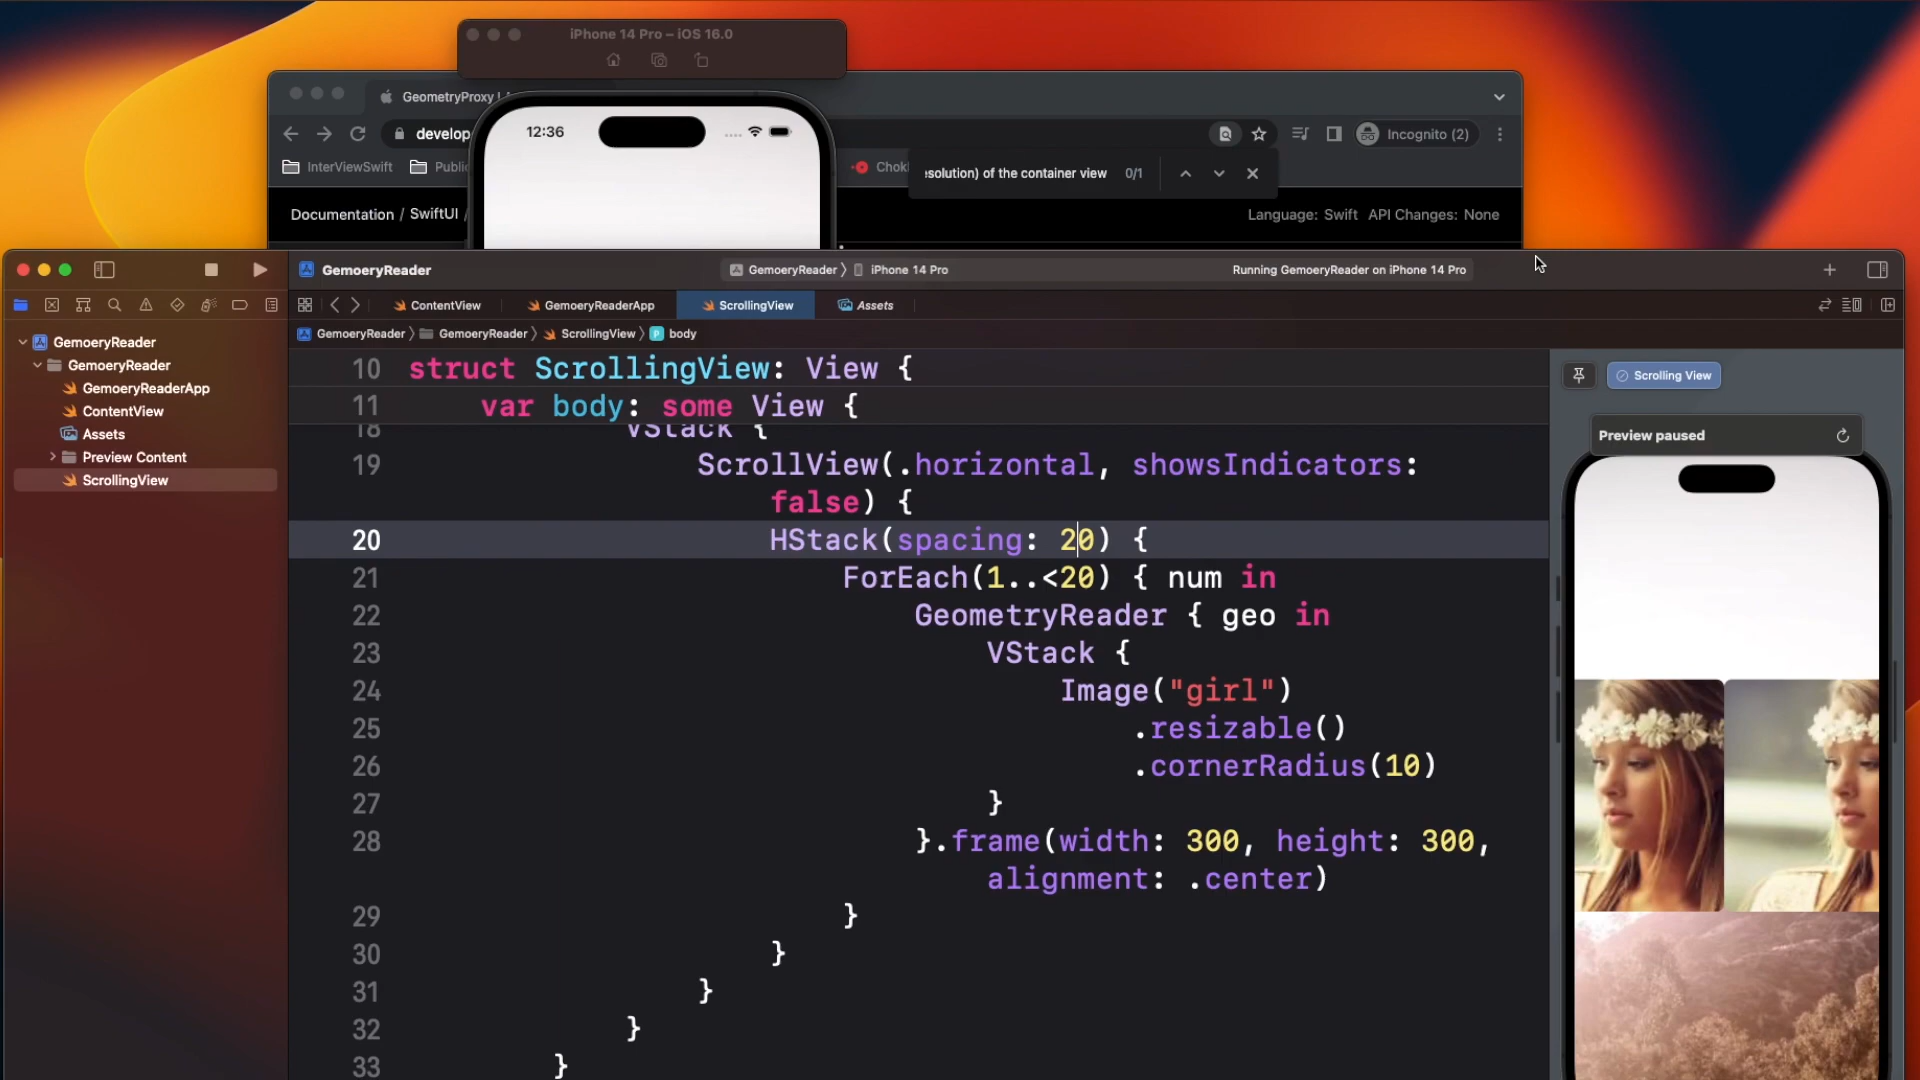 iPhone 14 Pro – iOS 16.0
GeometryProxy |
develop
Incognito (2)
InterViewSwift
Public
Chok
12:36
esolution) of the container view 0/1
Documentation / SwiftUI /
Language: Swift API Changes: None
GemoeryReader
GemoeryReader 〉 iPhone 14 Pro
Running GemoeryReader on iPhone 14 Pro
ContentView
GemoeryReaderApp
ScrollingView
Assets
GemoeryReader 〉 GemoeryReader 〉 ScrollingView 〉 body
GemoeryReader
GemoeryReader
GemoeryReaderApp
ContentView
Assets
Preview Content
ScrollingView
10 struct ScrollingView: View {
11 var body: some View {
18 VStack {
19 ScrollView(.horizontal, showsIndicators:
false) {
20 HStack(spacing: 20) {
21 ForEach(1..<20) { num in
22 GeometryReader { geo in
23 VStack {
24 Image("girl")
25 .resizable()
26 .cornerRadius(10)
27 }
28 }.frame(width: 300, height: 300,
alignment: .center)
29 }
30 }
31 }
32 }
33 }
Scrolling View
Preview paused